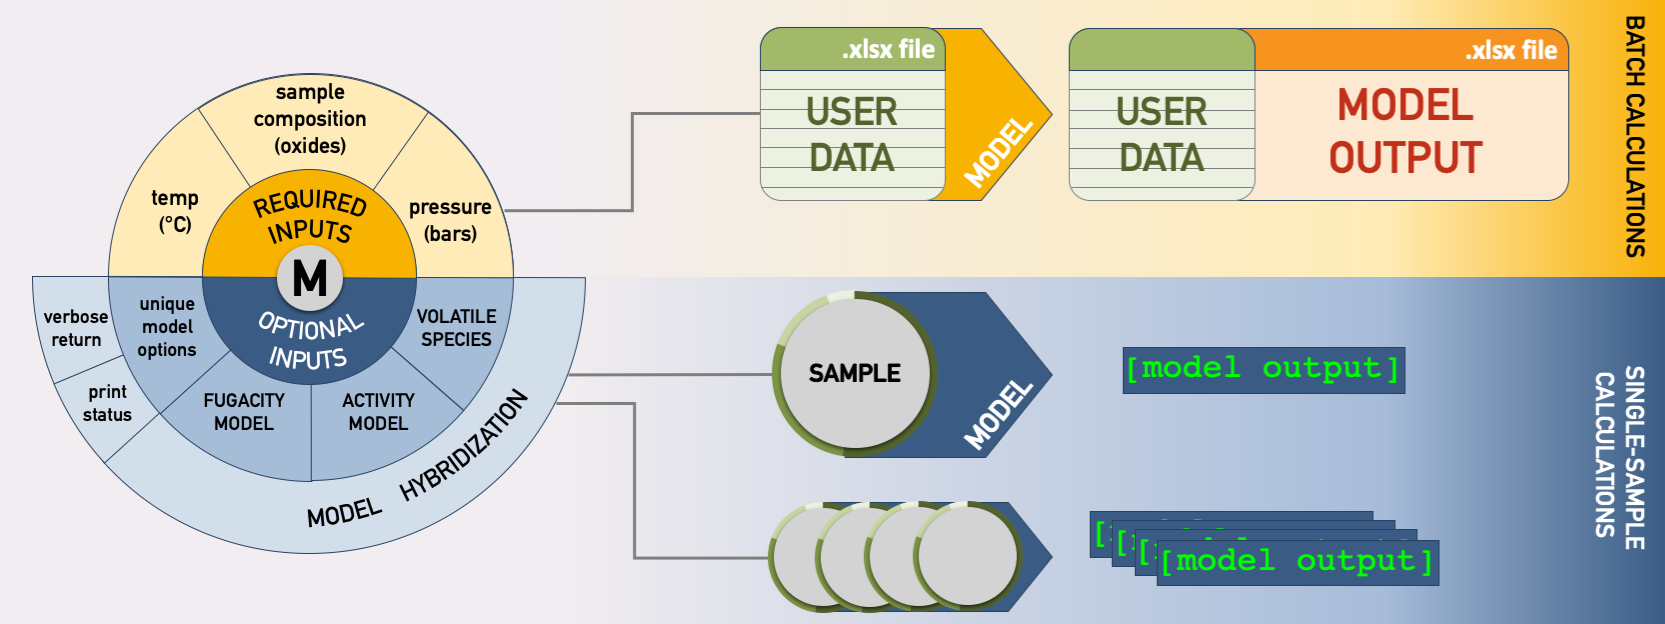 sample
composition
(oxides)
temp
(°C)
pressure
(bars)
REQUIRED
INPUTS
M
OPTIONAL
INPUTS
verbose
return
print
status
unique
model
options
FUGACITY
MODEL
ACTIVITY
MODEL
VOLATILE
SPECIES
MODEL HYBRIDIZATION
.xlsx file
USER
DATA
MODEL
USER
DATA
.xlsx file
MODEL
OUTPUT
BATCH CALCULATIONS
SAMPLE
MODEL
[model output]
[model output]
SINGLE-SAMPLE
CALCULATIONS